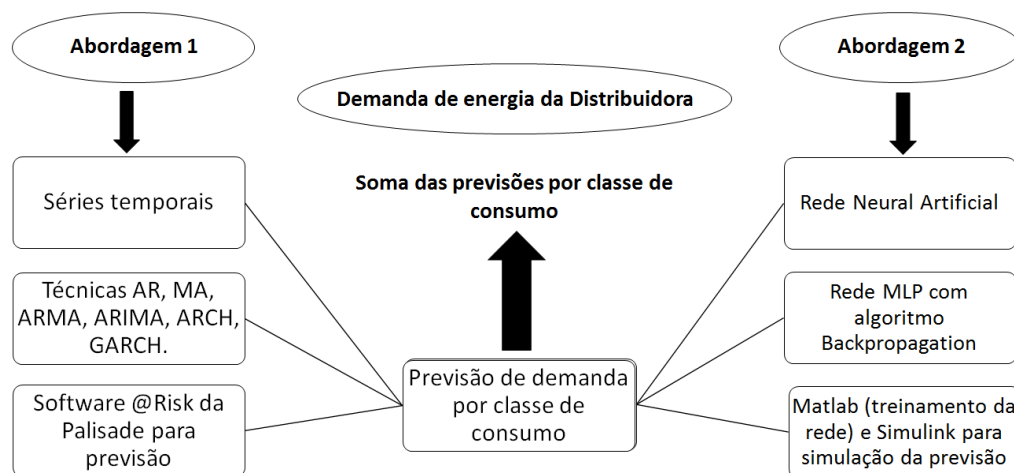 Abordagem 1
Séries temporais
Técnicas AR, MA,
ARMA, ARIMA, ARCH,
GARCH.
Software @Risk da
Palisade para
previsão
Demanda de energia da Distribuidora
Soma das previsões por classe de
consumo
Previsão de demanda
por classe de
consumo
Abordagem 2
Rede Neural Artificial
Rede MLP com
algoritmo
Backpropagation
Matlab (treinamento da
rede) e Simulink para
simulação da previsão